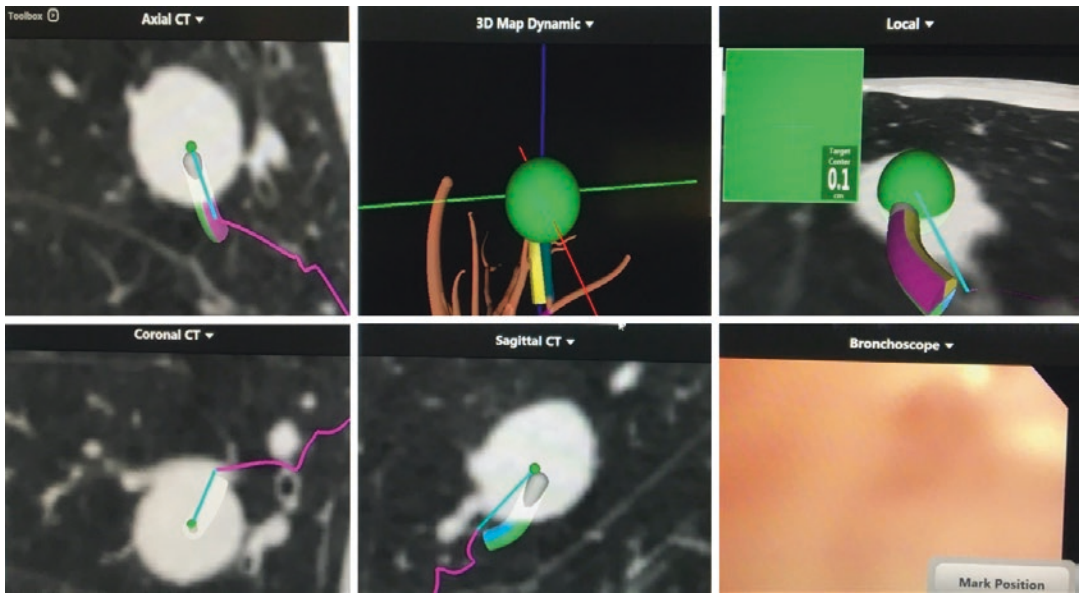 Toolbox
Axial CT
3D Map Dynamic
Local
Target
Center
0.1
cm
Coronal CT
Sagittal CT
Bronchoscope
Mark Position